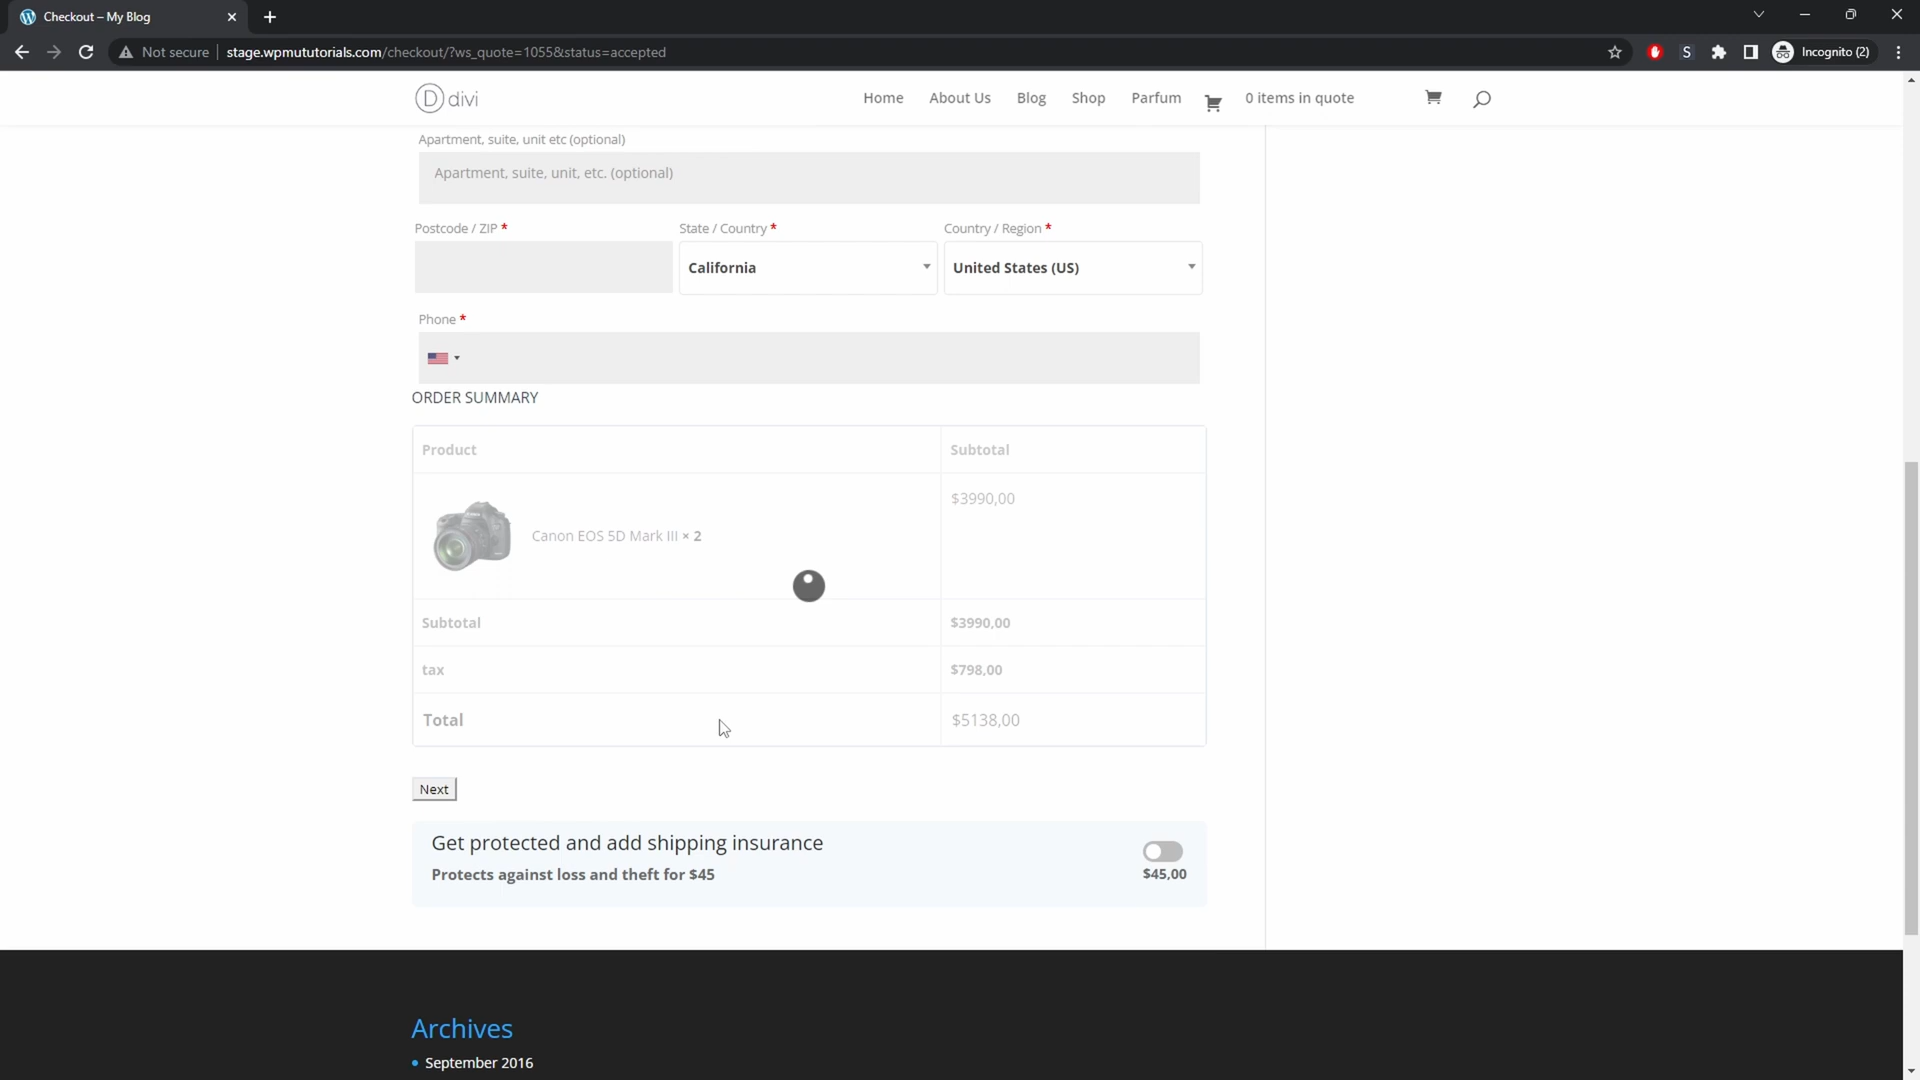 Checkout – My Blog
Not secure
stage.wpmututorials.com/checkout/?ws_quote=1055&status=accepted
S
Incognito (2)
D divi
Home
About Us
Blog
Shop
Parfum
0 items in quote
Apartment, suite, unit etc (optional)
Apartment, suite, unit, etc. (optional)
Postcode / ZIP *
State / Country *
Country / Region *
California
United States (US)
Phone *
ORDER SUMMARY
Product
Subtotal
Canon EOS 5D Mark III × 2
$3990,00
Subtotal
$3990,00
tax
$798,00
Total
$5138,00
Next
Get protected and add shipping insurance
Protects against loss and theft for $45
$45,00
Archives
September 2016